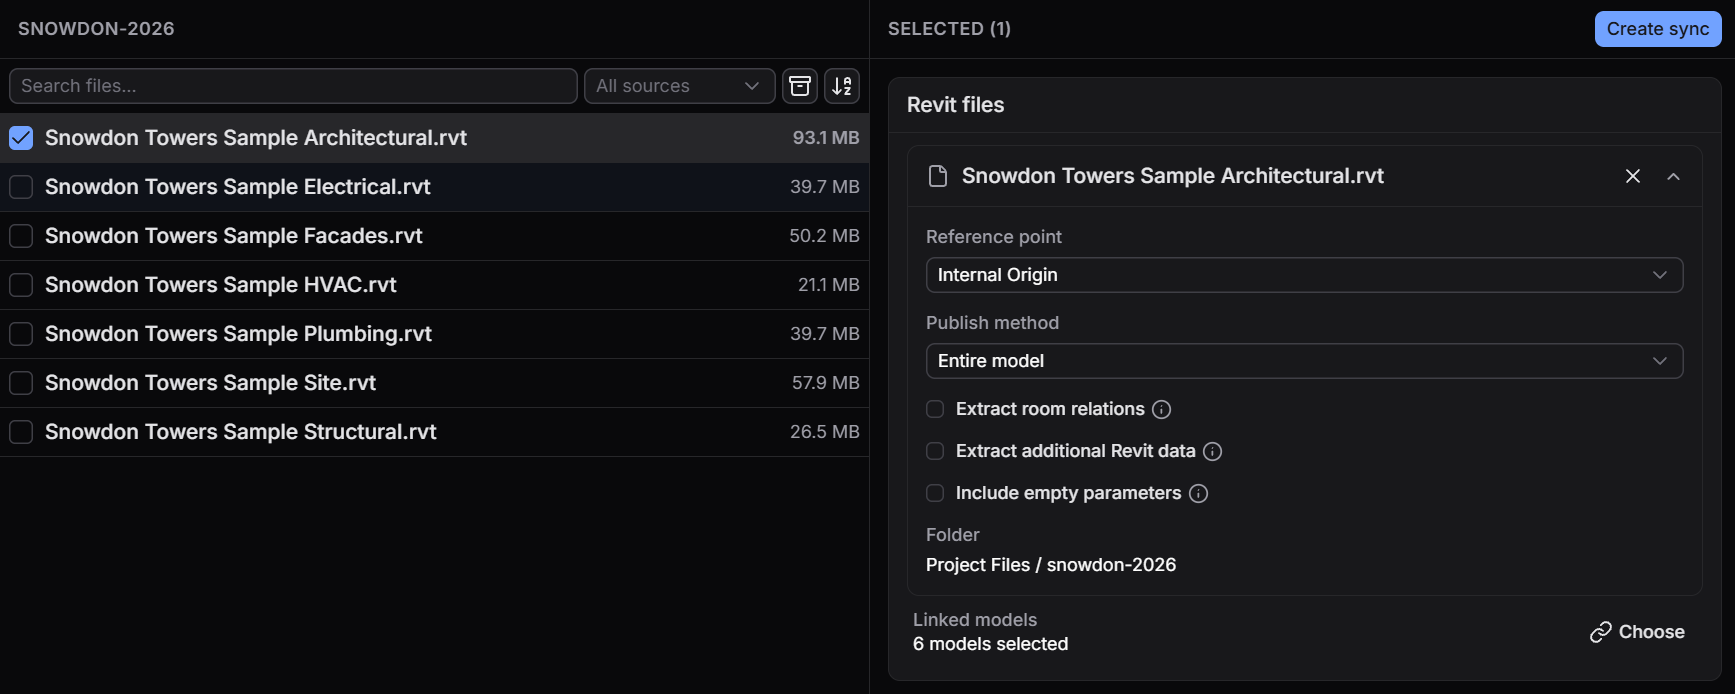 SNOWDON-2026
Search files...
All sources
Snowdon Towers Sample Architectural.rvt 93.1 MB
Snowdon Towers Sample Electrical.rvt 39.7 MB
Snowdon Towers Sample Facades.rvt 50.2 MB
Snowdon Towers Sample HVAC.rvt 21.1 MB
Snowdon Towers Sample Plumbing.rvt 39.7 MB
Snowdon Towers Sample Site.rvt 57.9 MB
Snowdon Towers Sample Structural.rvt 26.5 MB
SELECTED (1)
Create sync
Revit files
Snowdon Towers Sample Architectural.rvt
Reference point
Internal Origin
Publish method
Entire model
Extract room relations
Extract additional Revit data
Include empty parameters
Folder
Project Files / snowdon-2026
Linked models
6 models selected
Choose